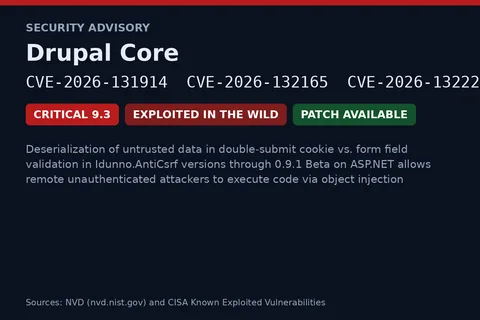 SECURITY ADVISORY
Drupal Core
CVE-2026-131914 CVE-2026-132165 CVE-2026-13222
CRITICAL 9.3 EXPLOITED IN THE WILD PATCH AVAILABLE
Deserialization of untrusted data in double-submit cookie vs. form field
validation in Idunno.AntiCsrf versions through 0.9.1 Beta on ASP.NET allows
remote unauthenticated attackers to execute code via object injection
Sources: NVD (nvd.nist.gov) and CISA Known Exploited Vulnerabilities